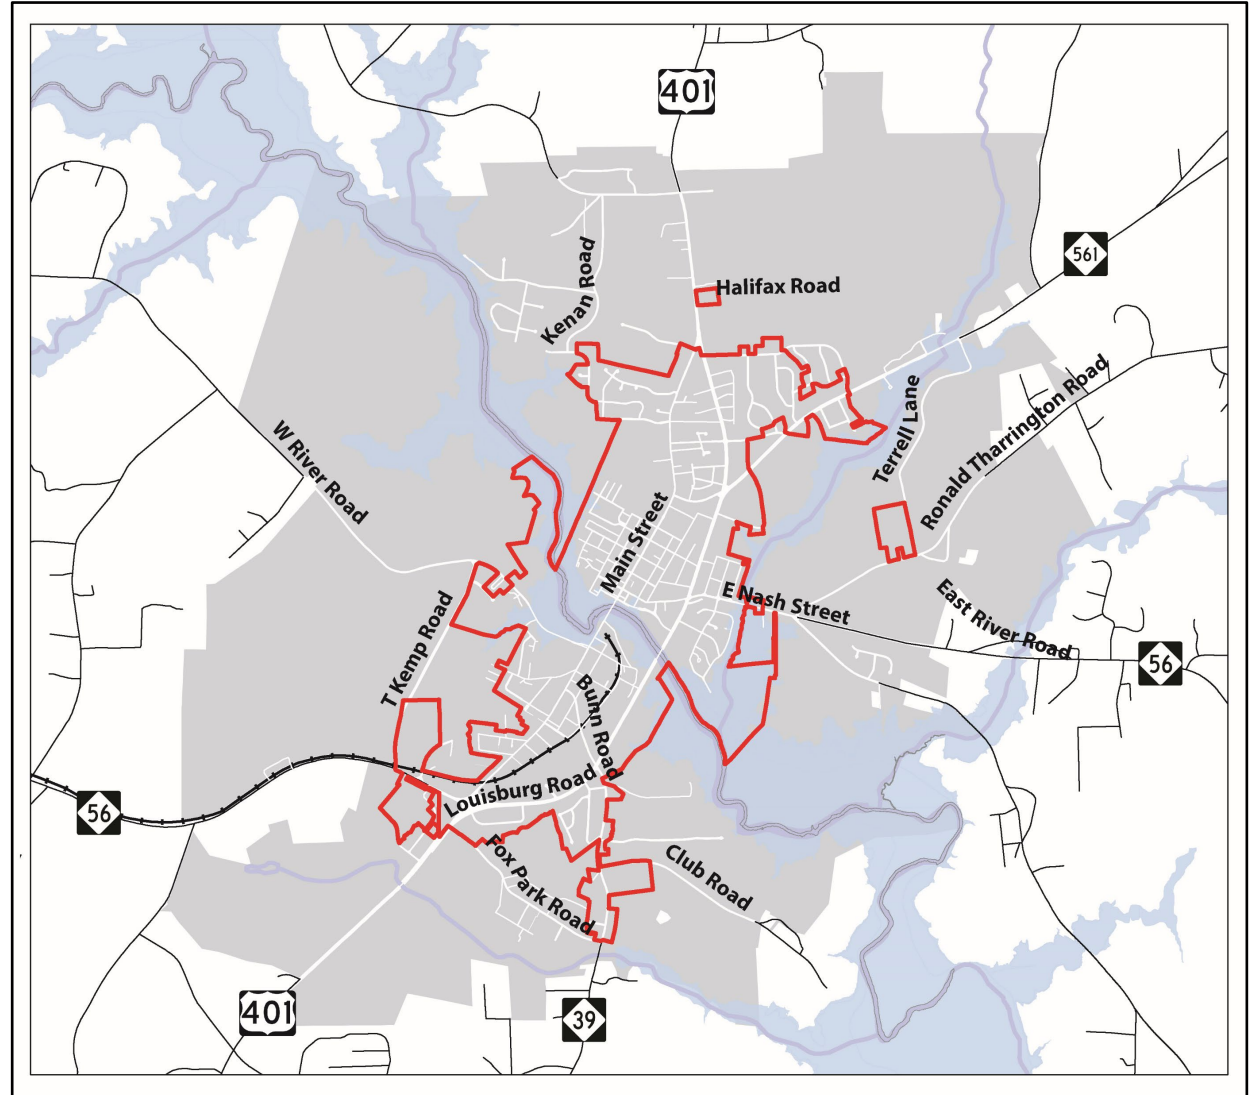 401
561
Halifax Road
Kenan Road
Ronald Tharrington Road
Terrell Lane
W River Road
Main Street
E Nash Street
East River Road
56
T Kemp Road
Bunn Road
Louisburg Road
56
Fox Park Road
Club Road
401
39